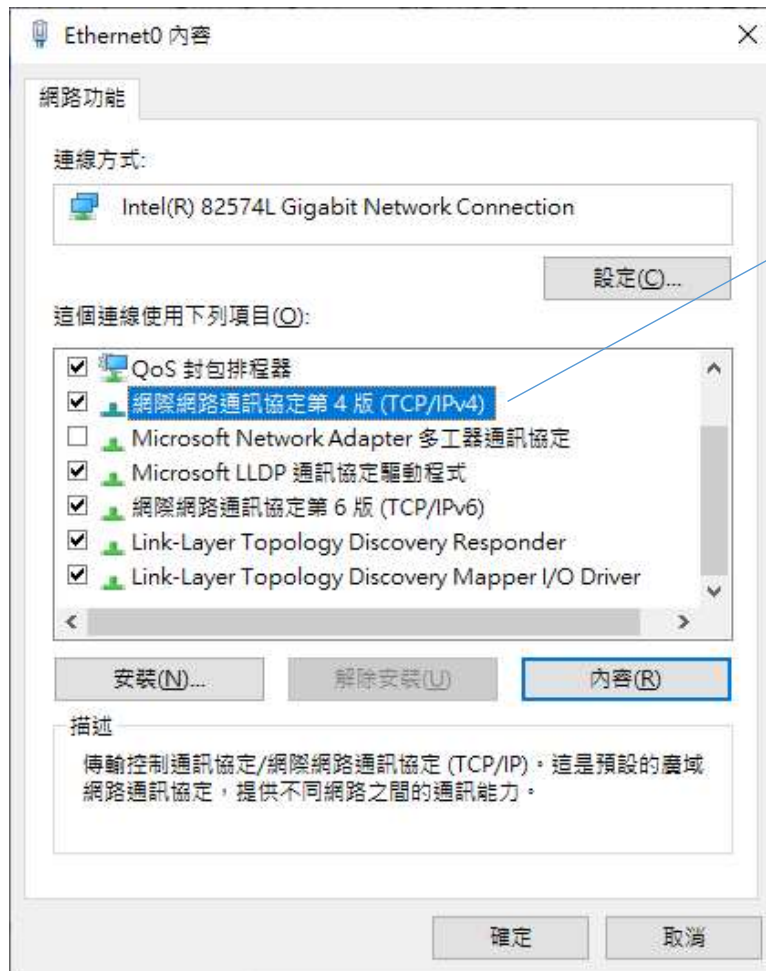 Ethernet0 內容
網路功能
連線方式:
Intel(R) 82574L Gigabit Network Connection
設定(C)...
這個連線使用下列項目(O):
QoS 封包排程器
網際網路通訊協定第 4 版 (TCP/IPv4)
Microsoft Network Adapter 多工器通訊協定
Microsoft LLDP 通訊協定驅動程式
網際網路通訊協定第 6 版 (TCP/IPv6)
Link-Layer Topology Discovery Responder
Link-Layer Topology Discovery Mapper I/O Driver
安裝(N)...
解除安裝(U)
內容(R)
描述
傳輸控制通訊協定/網際網路通訊協定 (TCP/IP)。這是預設的廣域
網路通訊協定，提供不同網路之間的通訊能力。
確定
取消